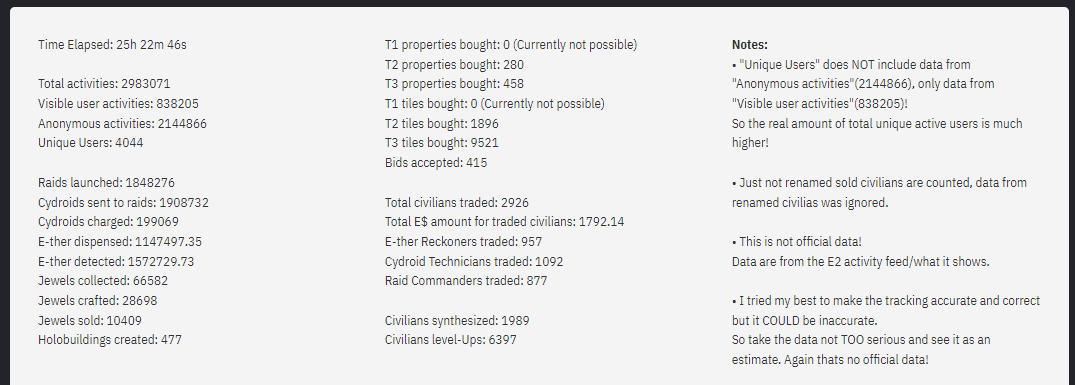 Time Elapsed: 25h 22m 46s
Total activities: 2983071
Visible user activities: 838205
Anonymous activities: 2144866
Unique Users: 4044
Raids launched: 1848276
Cydroids sent to raids: 1908732
Cydroids charged: 199069
E-ther dispensed: 1147497.35
E-ther detected: 1572729.73
Jewels collected: 66582
Jewels crafted: 28698
Jewels sold: 10409
Holobuildings created: 477
T1 properties bought: 0 (Currently not possible)
T2 properties bought: 280
T3 properties bought: 458
T1 tiles bought: 0 (Currently not possible)
T2 tiles bought: 1896
T3 tiles bought: 9521
Bids accepted: 415
Total civilians traded: 2926
Total E$ amount for traded civilians: 1792.14
E-ther Reckoners traded: 957
Cydroid Technicians traded: 1092
Raid Commanders traded: 877
Civilians synthesized: 1989
Civilians level-Ups: 6397
Notes:
• "Unique Users" does NOT include data from
"Anonymous activities"(2144866), only data from
"Visible user activities"(838205)!
So the real amount of total unique active users is much
higher!
• Just not renamed sold civilians are counted, data from
renamed civilias was ignored.
• This is not official data!
Data are from the E2 activity feed/what it shows.
• I tried my best to make the tracking accurate and correct
but it COULD be inaccurate.
So take the data not TOO serious and see it as an
estimate. Again thats no official data!